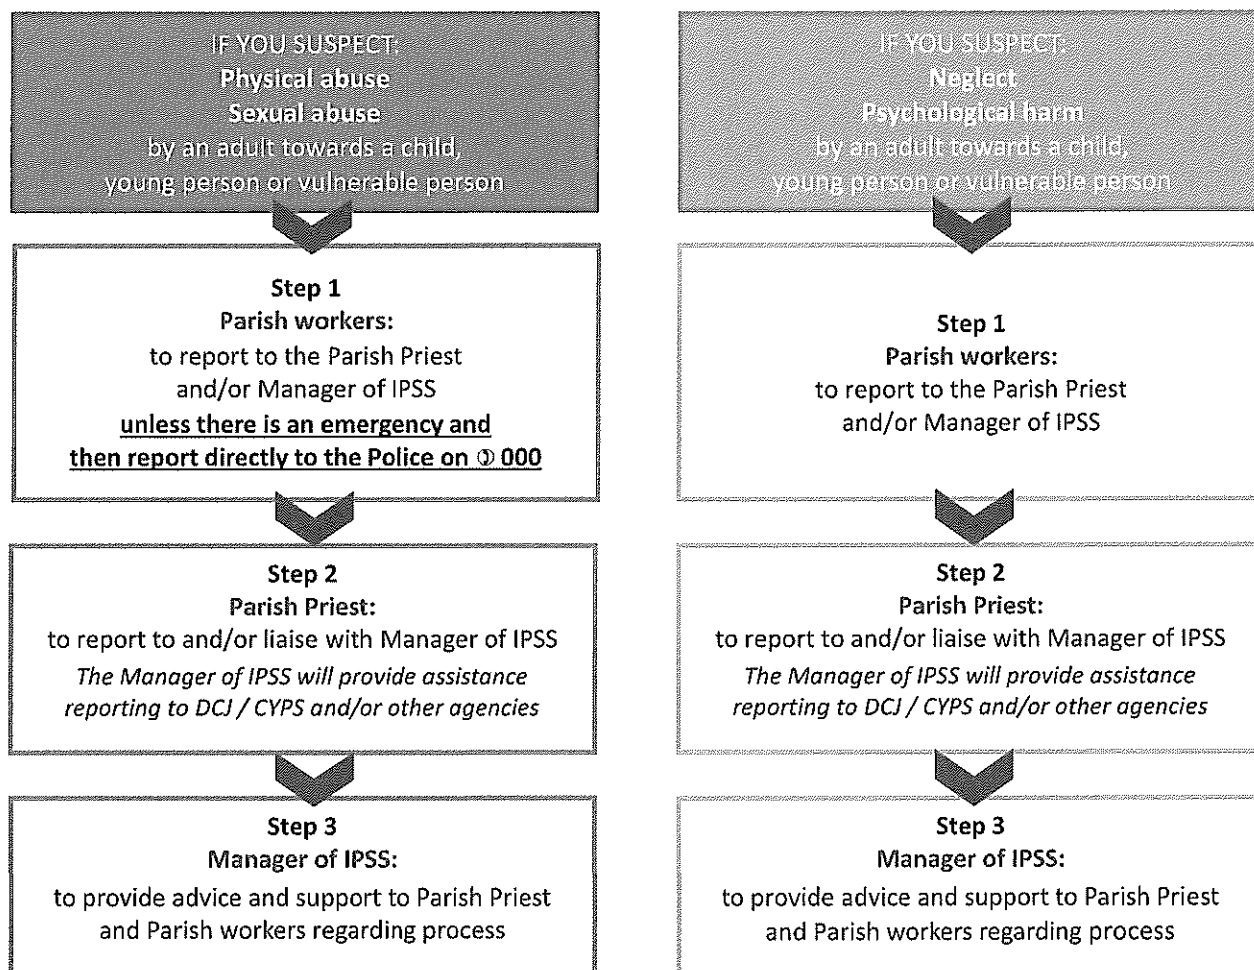 IF YOU SUSPECT:
Physical abuse
Sexual abuse
by an adult towards a child,
young person or vulnerable person
Step 1
Parish workers:
to report to the Parish Priest
and/or Manager of IPSS
unless there is an emergency and
then report directly to the Police on ✆ 000
Step 2
Parish Priest:
to report to and/or liaise with Manager of IPSS
The Manager of IPSS will provide assistance
reporting to DCJ / CYPS and/or other agencies
Step 3
Manager of IPSS:
to provide advice and support to Parish Priest
and Parish workers regarding process
IF YOU SUSPECT:
Neglect
Psychological harm
by an adult towards a child,
young person or vulnerable person
Step 1
Parish workers:
to report to the Parish Priest
and/or Manager of IPSS
Step 2
Parish Priest:
to report to and/or liaise with Manager of IPSS
The Manager of IPSS will provide assistance
reporting to DCJ / CYPS and/or other agencies
Step 3
Manager of IPSS:
to provide advice and support to Parish Priest
and Parish workers regarding process